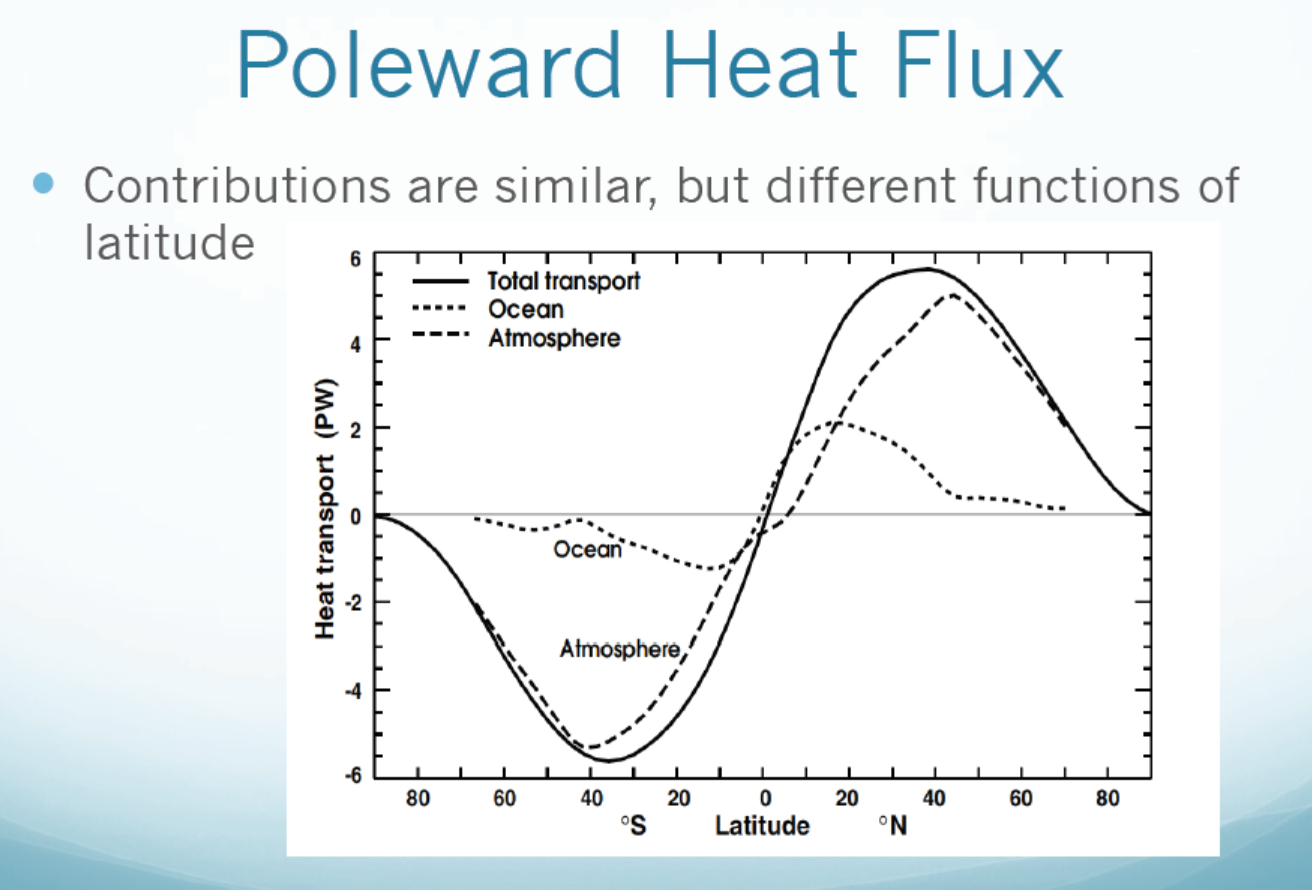 Poleward Heat Flux
Contributions are similar, but different functions of
latitude
Total transport
Ocean
Atmosphere
6
4
2
0
-2
-4
-6
Heat transport (PW)
Ocean
Atmosphere
80 60 40 20 0 20 40 60 80
°S Latitude °N